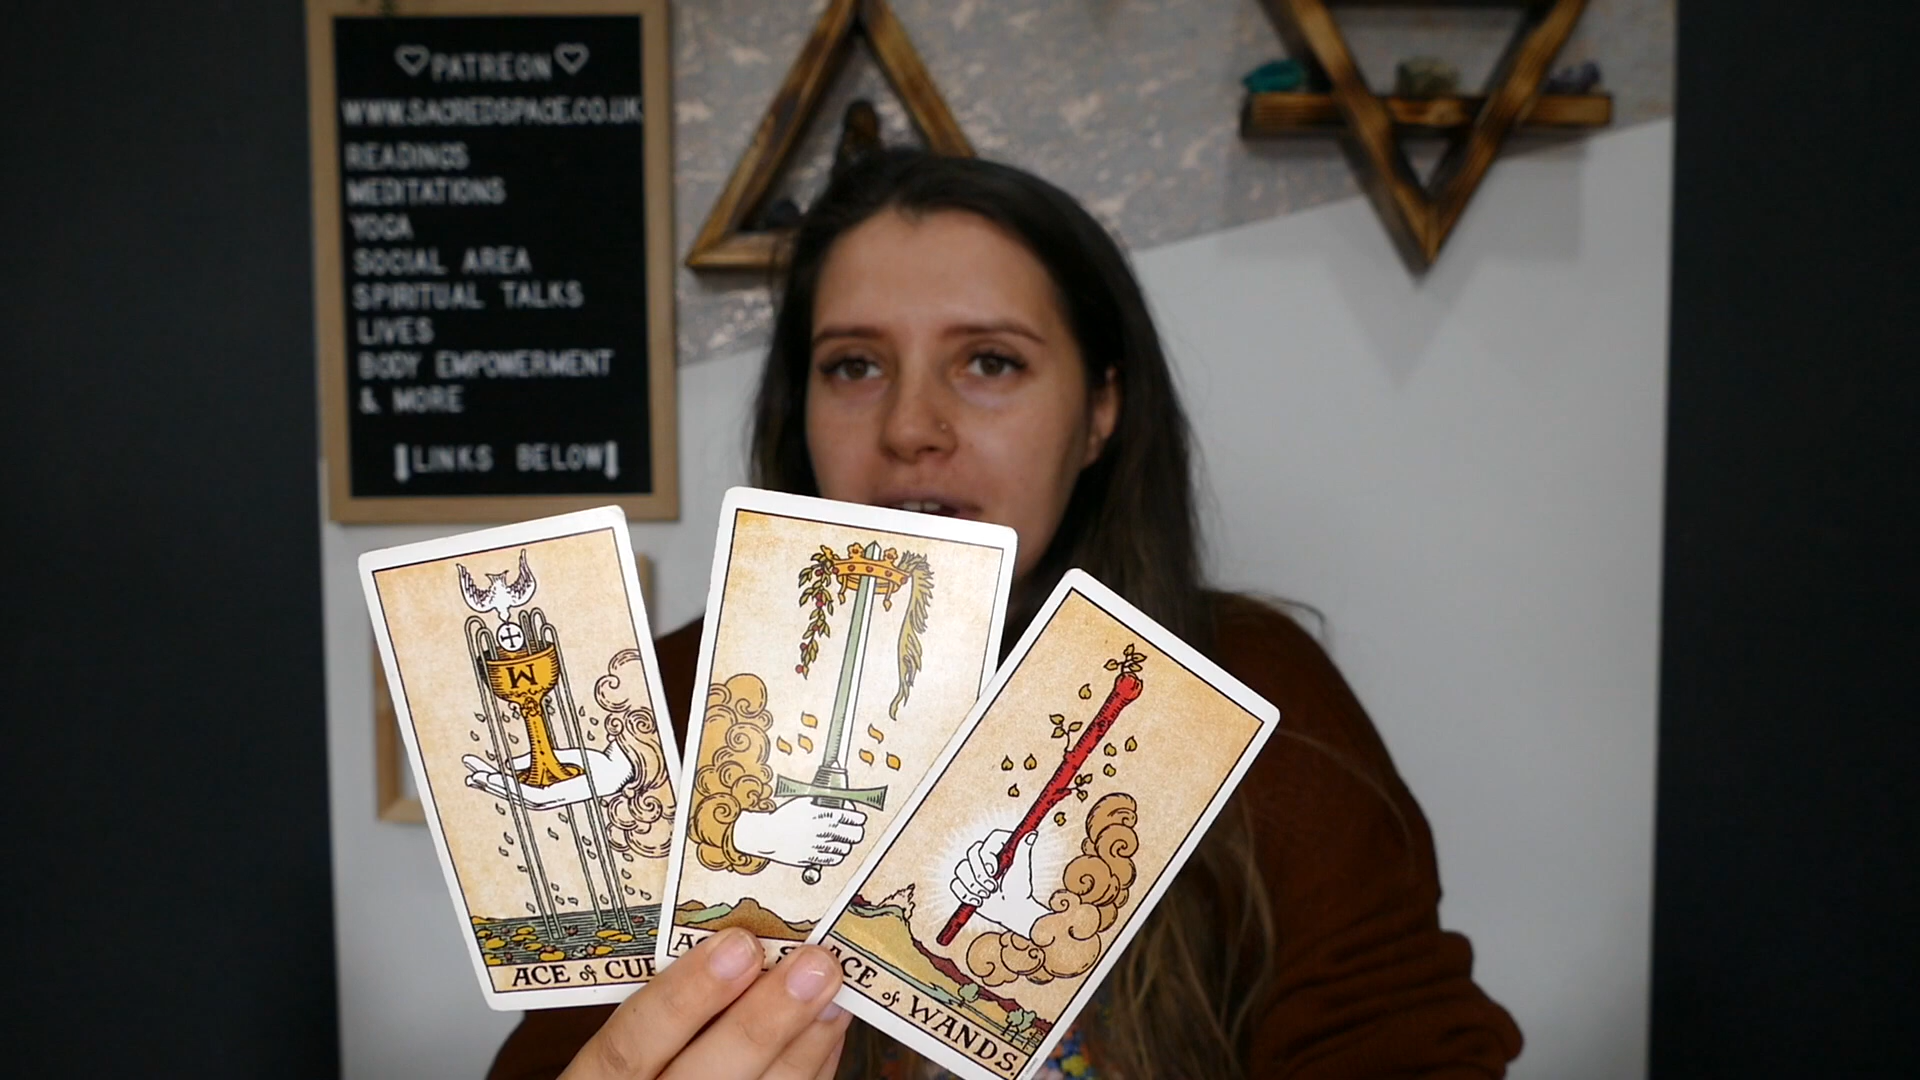 ♡PATREON♡
WWW.SACREDSPACE.CO.UK
READINGS
MEDITATIONS
YOGA
SOCIAL AREA
SPIRITUAL TALKS
LIVES
BODY EMPOWERMENT
& MORE
LINKS BELOW
ACE of CUP
ACE of WANDS.